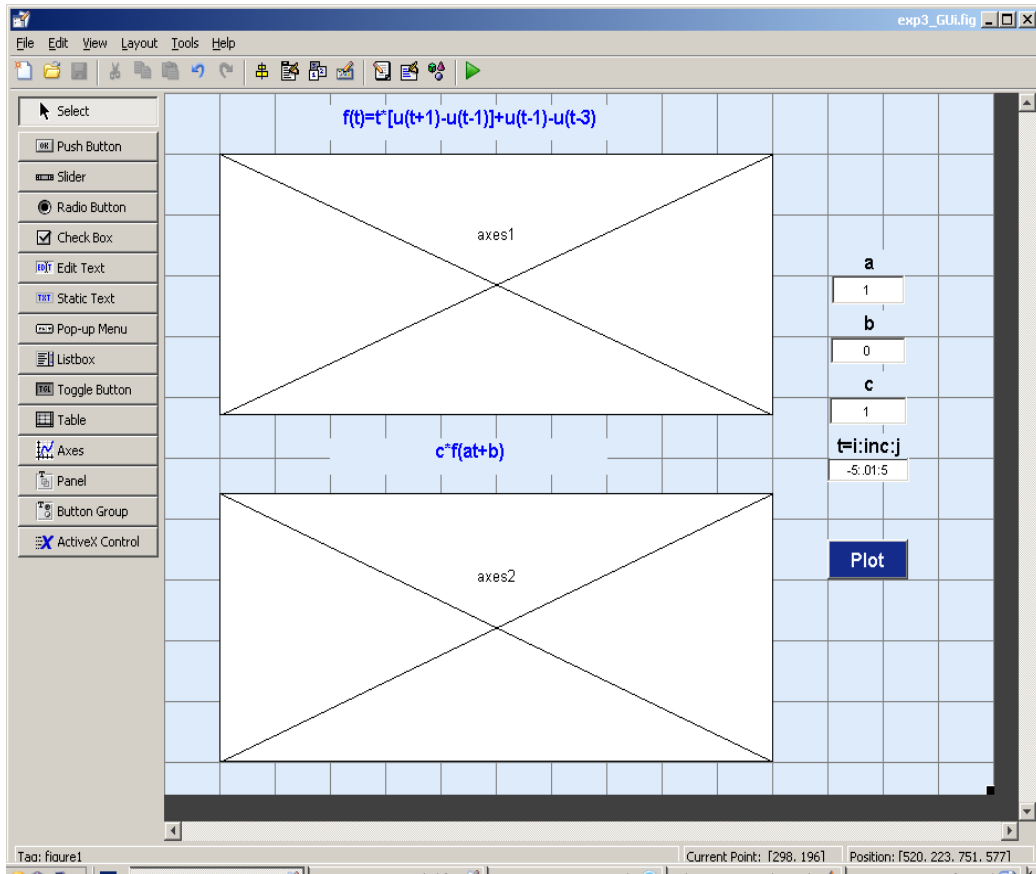 exp3_GUi.fig
File Edit View Layout Tools Help
Select
Push Button
Slider
Radio Button
Check Box
Edit Text
Static Text
Pop-up Menu
Listbox
Toggle Button
Table
Axes
Panel
Button Group
ActiveX Control
f(t)=t*[u(t+1)-u(t-1)]+u(t-1)-u(t-3)
axes1
a
1
b
0
c
1
t=i:inc:j
-5:.01:5
Plot
c*f(at+b)
axes2
Tag: figure1
Current Point: [298, 196]
Position: [520, 223, 751, 577]